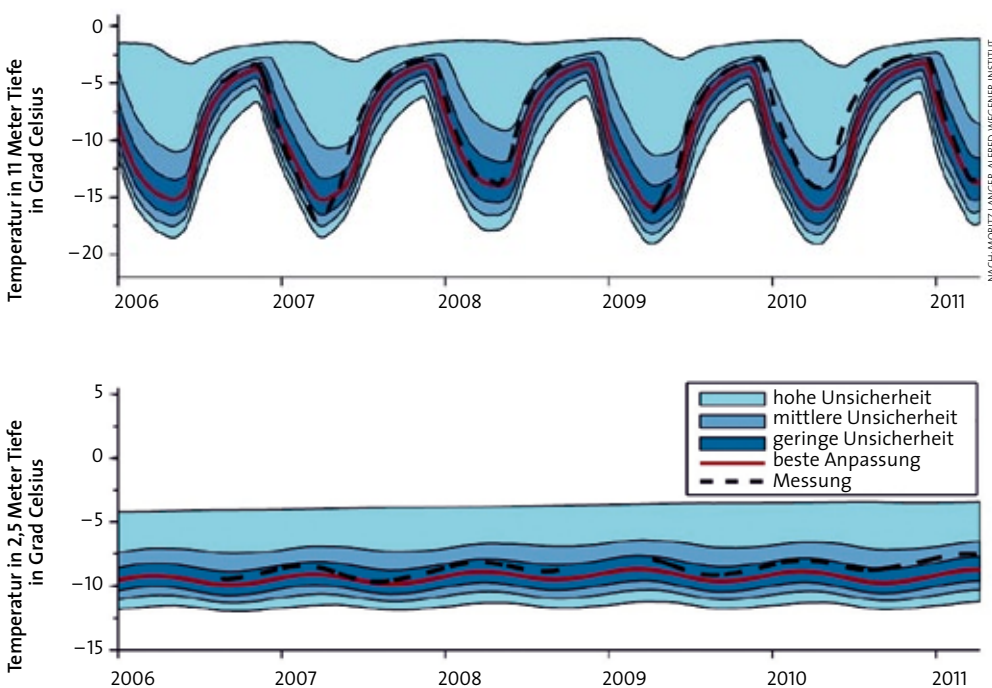 Temperatur in 11 Meter Tiefe
in Grad Celsius
0
−5
−10
−15
−20
2006
2007
2008
2009
2010
2011
NACH: MORITZ LANGER, ALFRED-WEGENER-INSTITUT
Temperatur in 2,5 Meter Tiefe
in Grad Celsius
5
0
−5
−10
−15
hohe Unsicherheit
mittlere Unsicherheit
geringe Unsicherheit
beste Anpassung
Messung
2006
2007
2008
2009
2010
2011